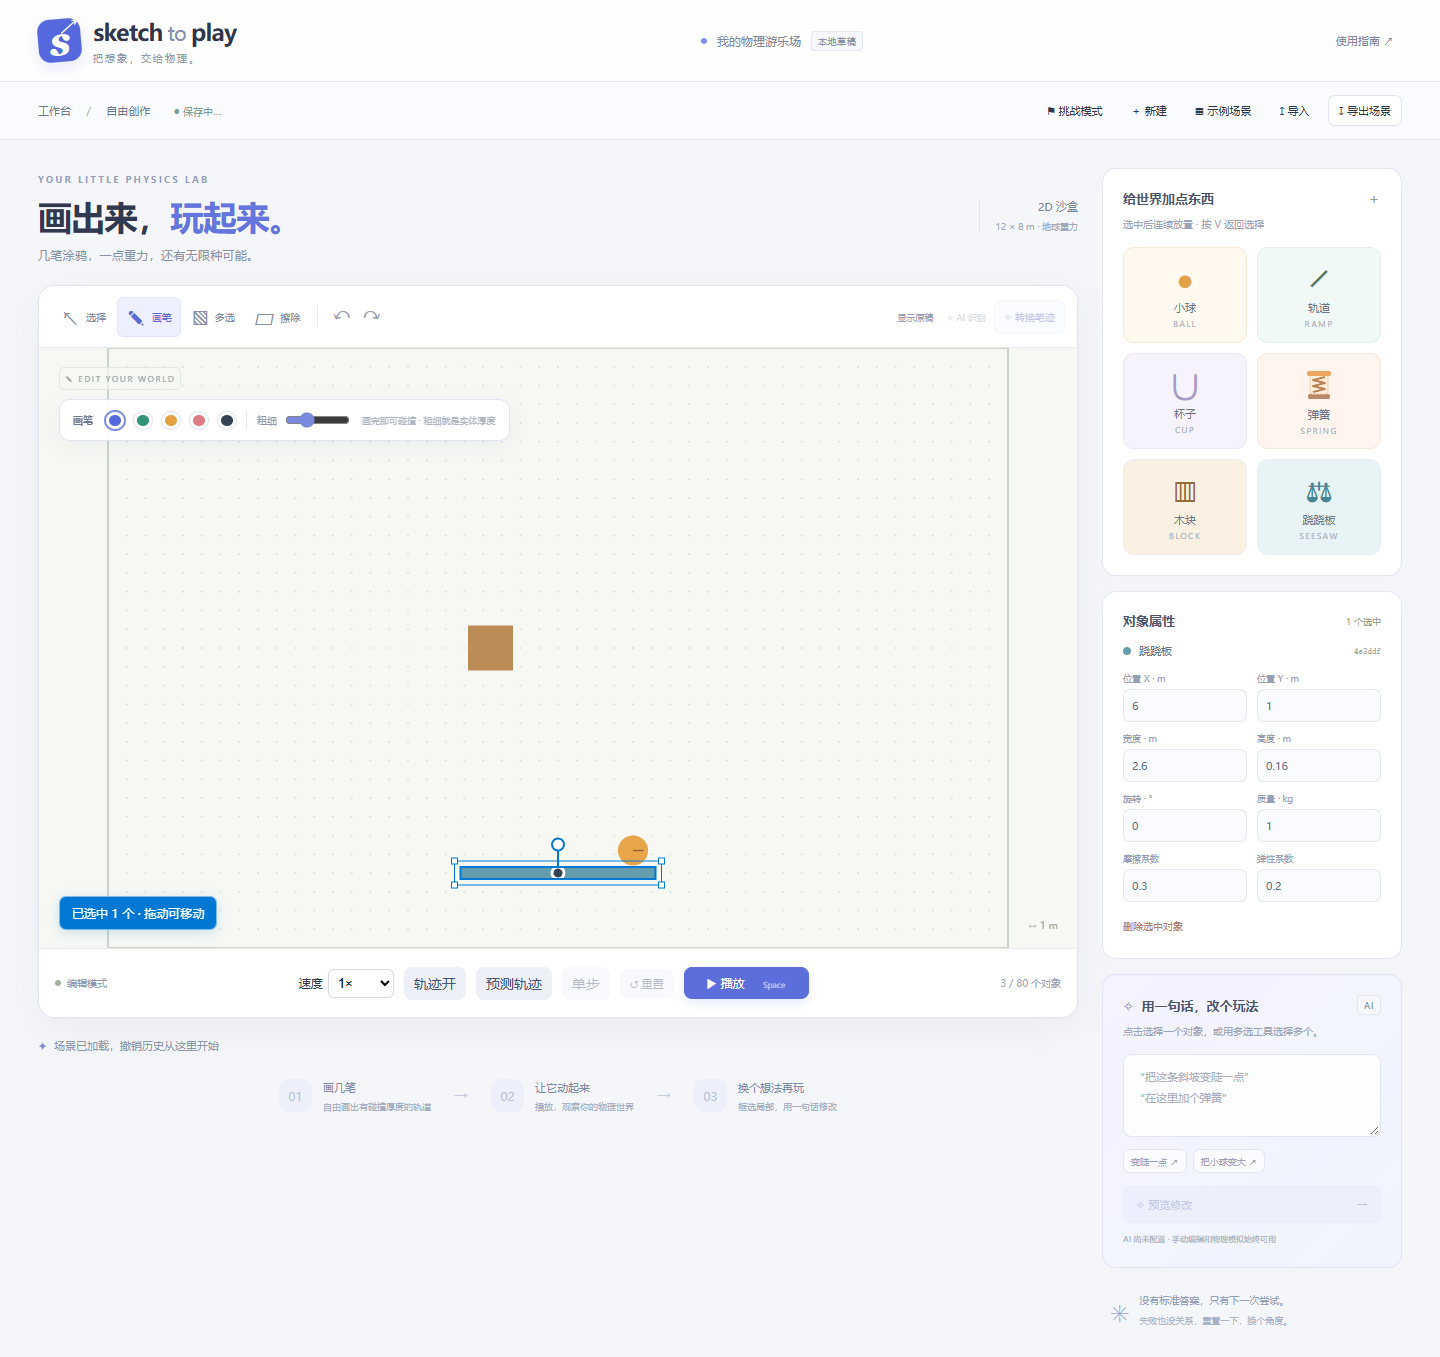 sketch to play
把想象，交给物理。
我的物理游乐场 本地草稿
使用指南 ↗
工作台 / 自由创作 保存中…
挑战模式 + 新建 示例场景 导入 导出场景
YOUR LITTLE PHYSICS LAB
画出来，玩起来。
几笔涂鸦，一点重力，还有无限种可能。
2D 沙盒
12 × 8 m · 地球重力
选择 画笔 多选 擦除
显示原稿 AI 识别 转换笔迹
EDIT YOUR WORLD
画笔 粗细 画完即可碰撞 · 粗细就是实体厚度
已选中 1 个 · 拖动可移动
↔ 1 m
编辑模式
速度 1× 轨迹开 预测轨迹 单步 重置 播放 Space
3 / 80 个对象
场景已加载，撤销历史从这里开始
01 画几笔
自由画出有碰撞厚度的轨道
→
02 让它动起来
播放，观察你的物理世界
→
03 换个想法再玩
框选局部，用一句话修改
给世界加点东西 +
选中后连续放置 · 按 V 返回选择
小球
BALL
轨道
RAMP
杯子
CUP
弹簧
SPRING
木块
BLOCK
跷跷板
SEESAW
对象属性 1 个选中
跷跷板 4e3ddf
位置 X · m 位置 Y · m
6 1
宽度 · m 高度 · m
2.6 0.16
旋转 · ° 质量 · kg
0 1
摩擦系数 弹性系数
0.3 0.2
删除选中对象
用一句话，改个玩法 AI
点击选择一个对象，或用多选工具选择多个。
“把这条斜坡变陡一点”
“在这里加个弹簧”
变陡一点 ↗ 把小球变大 ↗
预览修改 →
AI 尚未配置 · 手动编辑和物理模拟始终可用
没有标准答案，只有下一次尝试。
失败也没关系，重置一下，换个角度。